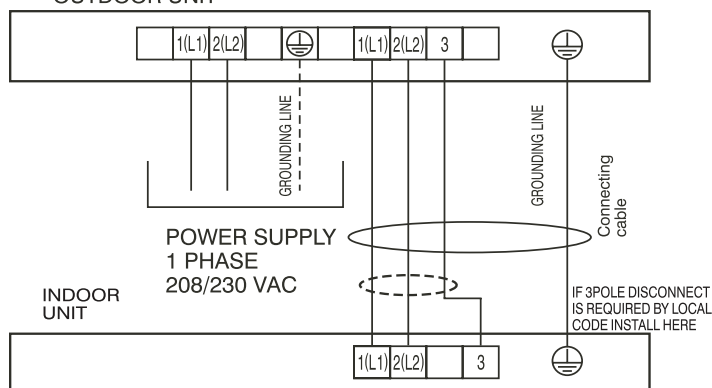 OUTDOOR UNIT
1(L1) 2(L2) 1(L1) 2(L2) 3
GROUNDING LINE
GROUNDING LINE
Connecting
cable
POWER SUPPLY
1 PHASE
208/230 VAC
INDOOR
UNIT
IF 3POLE DISCONNECT
IS REQUIRED BY LOCAL
CODE INSTALL HERE
1(L1) 2(L2) 3